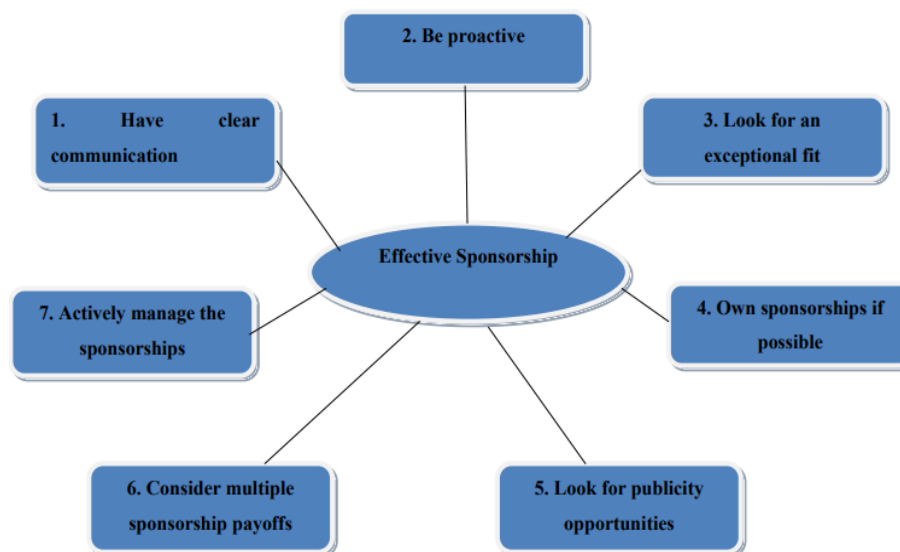 2. Be proactive
1. Have clear
communication
3. Look for an
exceptional fit
Effective Sponsorship
7. Actively manage the
sponsorships
4. Own sponsorships if
possible
6. Consider multiple
sponsorship payoffs
5. Look for publicity
opportunities